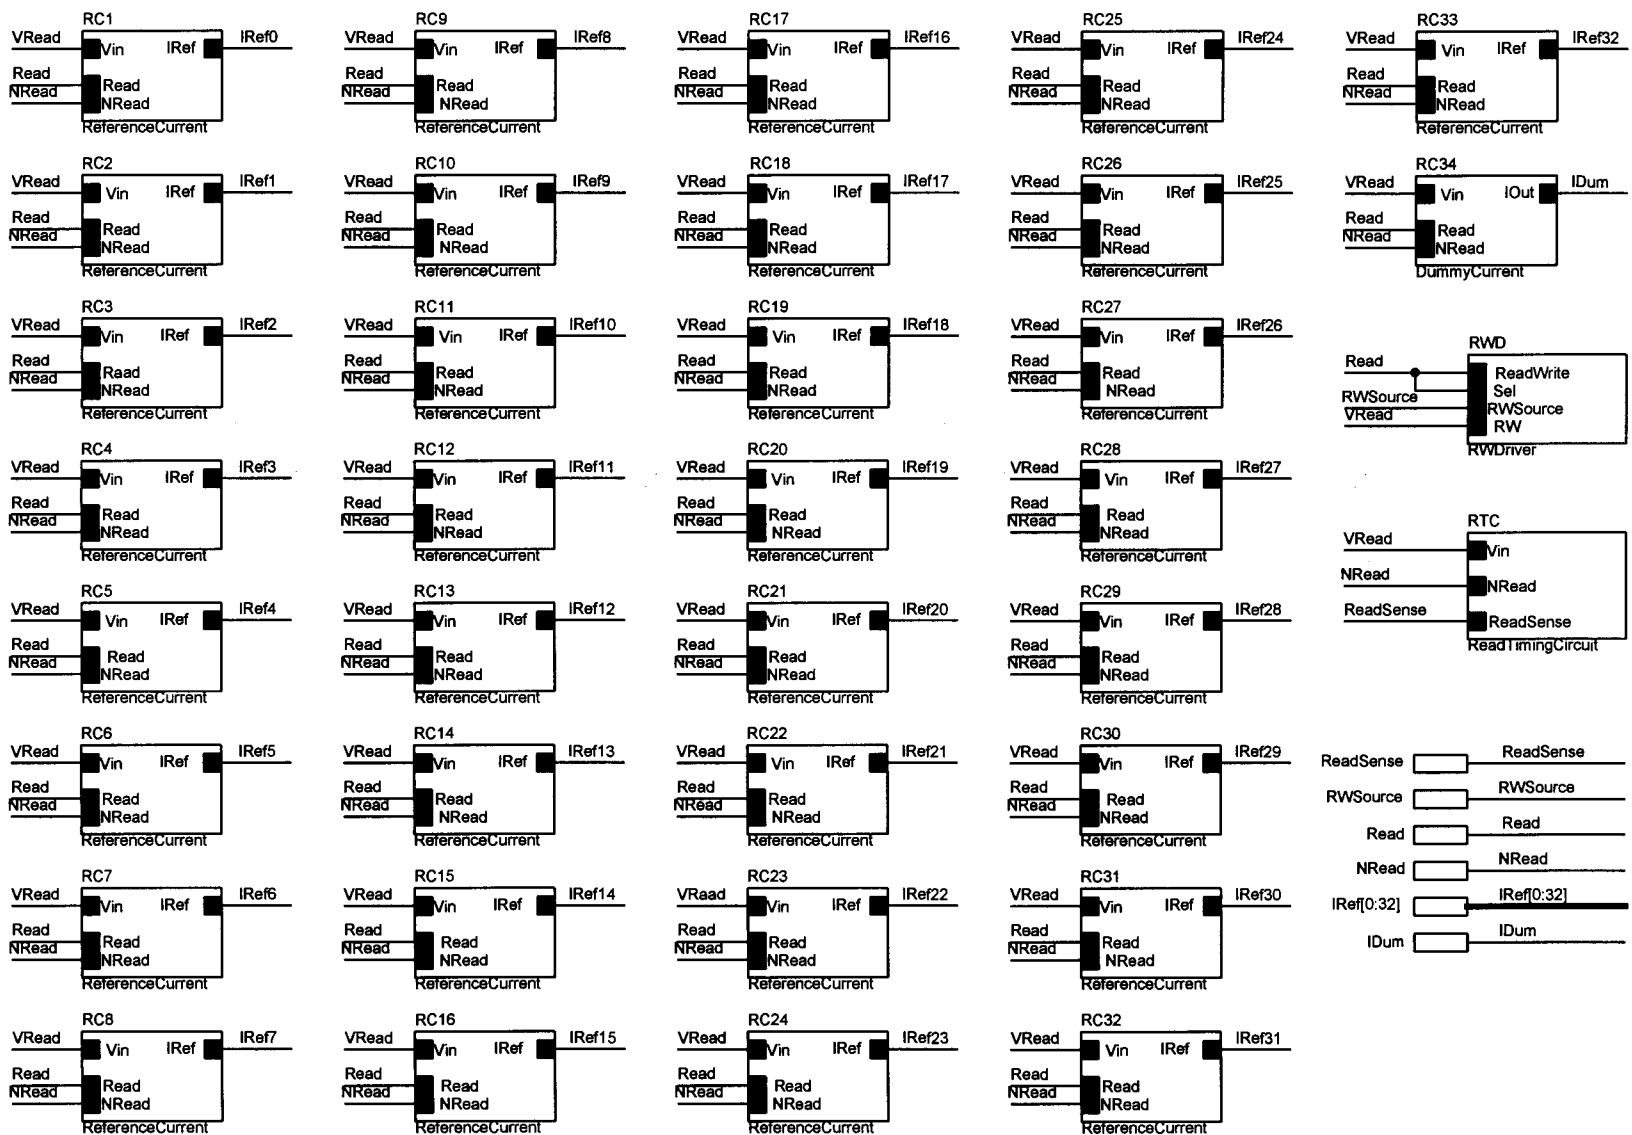 RC1
VRead Vin IRef IRef0
Read Read
NRead NRead
ReferenceCurrent
RC2
VRead Vin IRef IRef1
Read Read
NRead NRead
ReferenceCurrent
RC3
VRead Vin IRef IRef2
Read Raad
NRead NRead
ReferenceCurrent
RC4
VRead Vin IRef IRef3
Read Read
NRead NRead
ReferenceCurrent
RC5
VRead Vin IRef IRef4
Read Read
NRead NRead
ReferenceCurrent
RC6
VRead Vin IRef IRef5
Read Read
NRead NRead
ReferenceCurrent
RC7
VRead Vin IRef IRef6
Read Read
NRead NRead
ReferenceCurrent
RC8
VRead Vin IRef IRef7
Read Read
NRead NRead
ReferenceCurrent
RC9
VRead Vin IRef IRef8
Read Read
NRead NRead
ReferenceCurrent
RC10
VRead Vin IRef IRef9
Read Read
NRead NRead
ReferenceCurrent
RC11
VRead Vin IRef IRef10
Read Read
NRead NRead
ReferenceCurrent
RC12
VRead Vin IRef IRef11
Read Read
NRead NRead
ReferenceCurrent
RC13
VRead Vin IRef IRef12
Read Read
NRead NRead
ReferenceCurrent
RC14
VRead Vin IRef IRef13
Read Read
NRead NRead
ReferenceCurrent
RC15
VRead Vin IRef IRef14
Read Read
NRead NRead
ReferenceCurrent
RC16
VRead Vin IRef IRef15
Read Read
NRead NRead
ReferenceCurrent
RC17
VRead Vin IRef IRef16
Read Read
NRead NRead
ReferenceCurrent
RC18
VRead Vin IRef IRef17
Read Read
NRead NRead
ReferenceCurrent
RC19
VRead Vin IRef IRef18
Read Read
NRead NRead
ReferenceCurrent
RC20
VRead Vin IRef IRef19
Read Read
NRead NRead
ReferenceCurrent
RC21
VRead Vin IRef IRef20
Read Read
NRead NRead
ReferenceCurrent
RC22
VRead Vin IRef IRef21
Read Read
NRead NRead
ReferenceCurrent
RC23
VRaad Vin IRef IRef22
Read Read
NRead NRead
ReferenceCurrent
RC24
VRead Vin IRef IRef23
Read Read
NRead NRead
ReferenceCurrent
RC25
VRead Vin IRef IRef24
Read Read
NRead NRead
ReferenceCurrent
RC26
VRead Vin IRef IRef25
Read Read
NRead NRead
ReferenceCurrent
RC27
VRead Vin IRef IRef26
Read Read
NRead NRead
ReferenceCurrent
RC28
VRead Vin IRef IRef27
Read Read
NRead NRead
ReferenceCurrent
RC29
VRead Vin IRef IRef28
Read Read
NRead NRead
ReferenceCurrent
RC30
VRead Vin IRef IRef29
Read Read
NRead NRead
ReferenceCurrent
RC31
VRead Vin IRef IRef30
Read Read
NRead NRead
ReferenceCurrent
RC32
VRead Vin IRef IRef31
Read Read
NRead NRead
ReferenceCurrent
RC33
VRead Vin IRef IRef32
Read Read
NRead NRead
ReferenceCurrent
RC34
VRead Vin IOut IDum
Read Read
NRead NRead
DummyCurrent
RWD
Read ReadWrite
Sel
RWSource RWSource
VRead RW
RWDriver
RTC
VRead Vin
NRead NRead
ReadSense ReadSense
ReadTimingCircuit
ReadSense ReadSense
RWSource RWSource
Read Read
NRead NRead
IRef[0:32] IRef[0:32]
IDum IDum